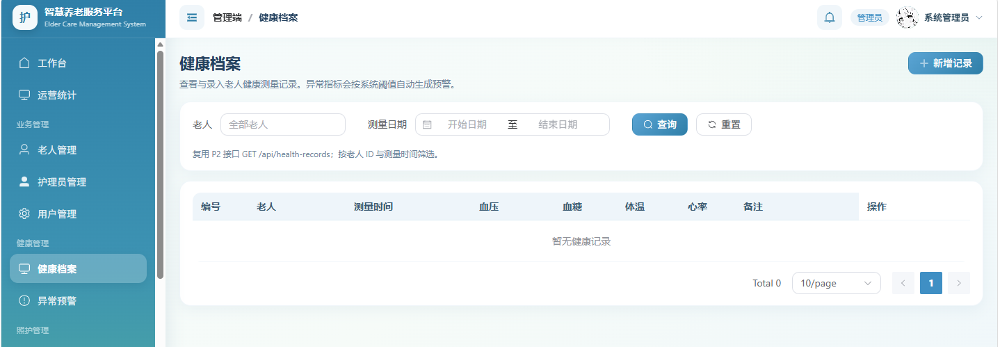 护
智慧养老服务平台
Elder Care Management System
管理端 / 健康档案
管理员
系统管理员
工作台
运营统计
业务管理
老人管理
护理员管理
用户管理
健康管理
健康档案
异常预警
照护管理
健康档案
+ 新增记录
查看与录入老人健康测量记录。异常指标会按系统阈值自动生成预警。
老人 全部老人 测量日期 开始日期 至 结束日期 查询 重置
复用 P2 接口 GET /api/health-records；按老人 ID 与测量时间筛选。
编号 老人 测量时间 血压 血糖 体温 心率 备注 操作
暂无健康记录
Total 0 10/page 1